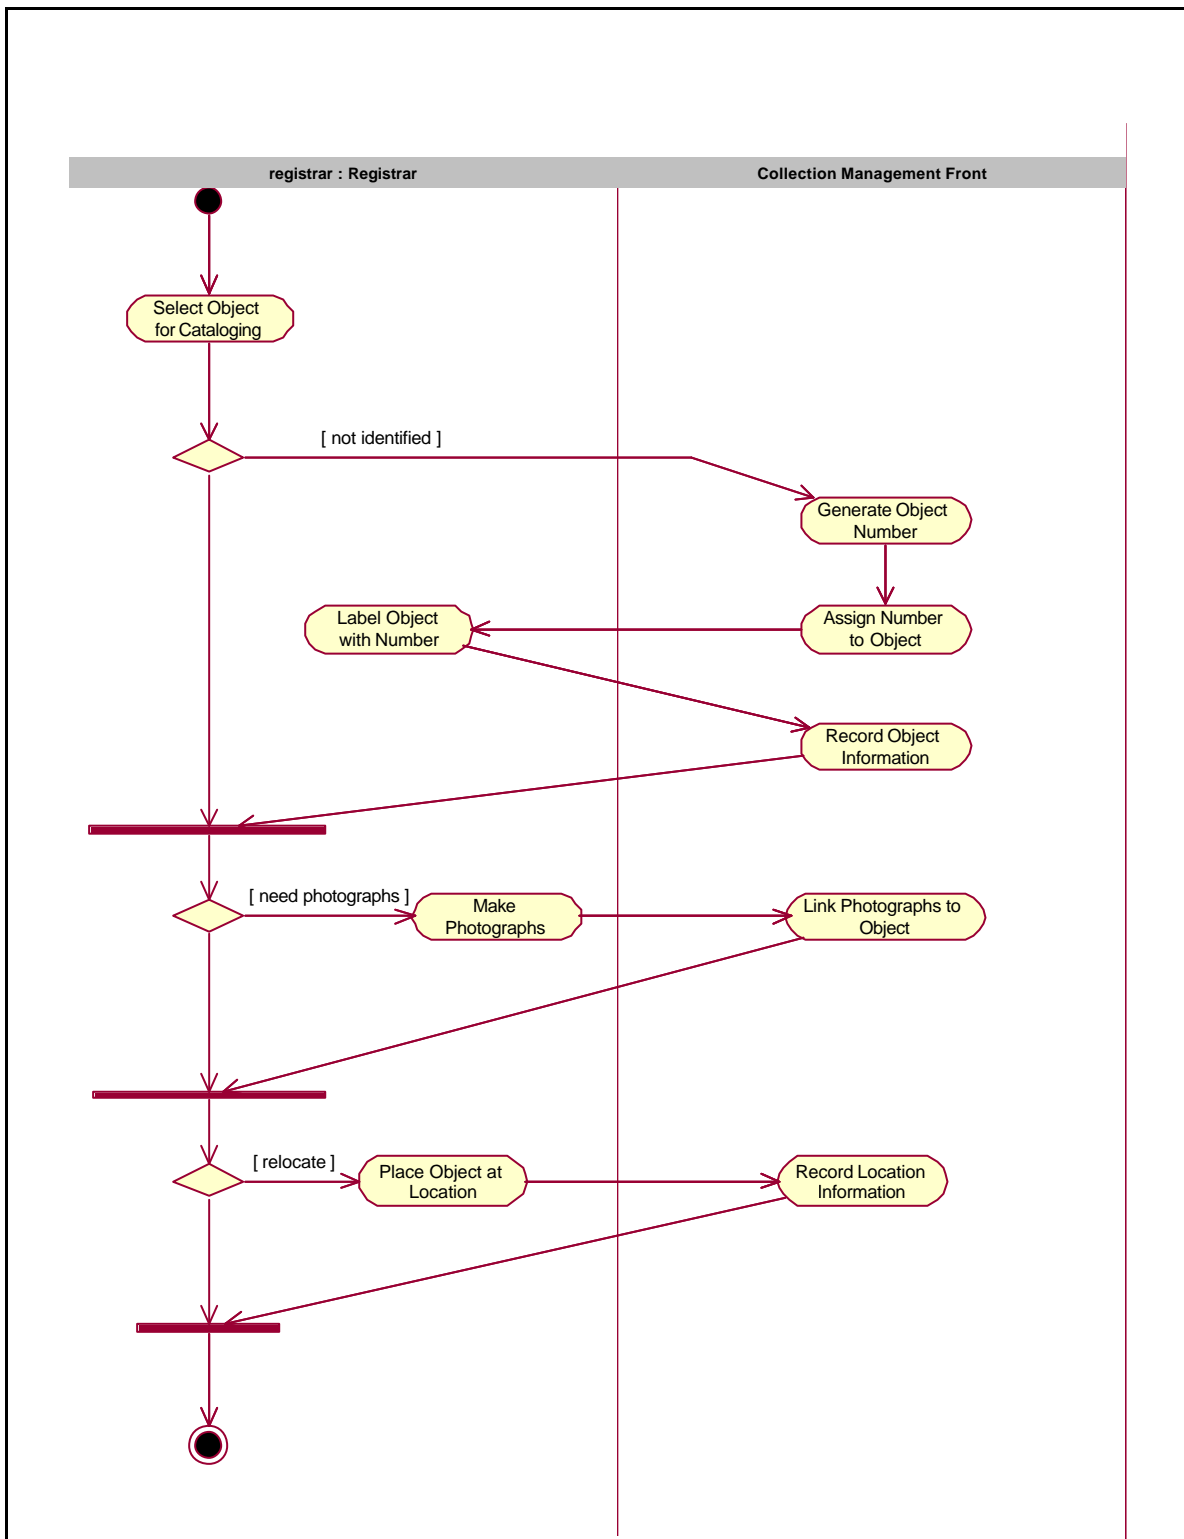 registrar : Registrar
Collection Management Front
Select Object
for Cataloging
[ not identified ]
Generate Object
Number
Label Object
with Number
Assign Number
to Object
Record Object
Information
[ need photographs ]
Make
Photographs
Link Photographs to
Object
[ relocate ]
Place Object at
Location
Record Location
Information